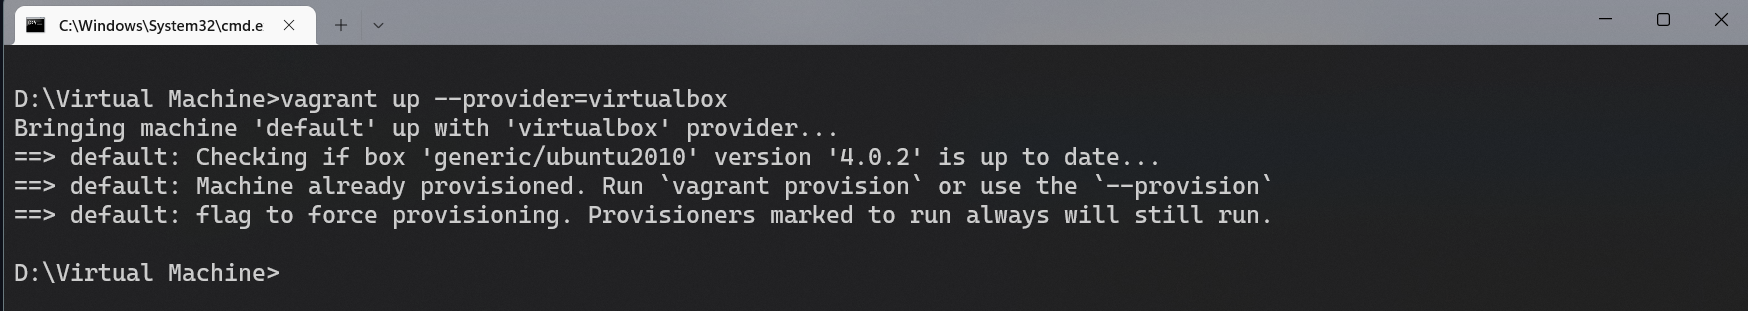 C:\Windows\System32\cmd.e
D:\Virtual Machine>vagrant up --provider=virtualbox
Bringing machine 'default' up with 'virtualbox' provider...
==> default: Checking if box 'generic/ubuntu2010' version '4.0.2' is up to date...
==> default: Machine already provisioned. Run `vagrant provision` or use the `--provision`
==> default: flag to force provisioning. Provisioners marked to run always will still run.
D:\Virtual Machine>